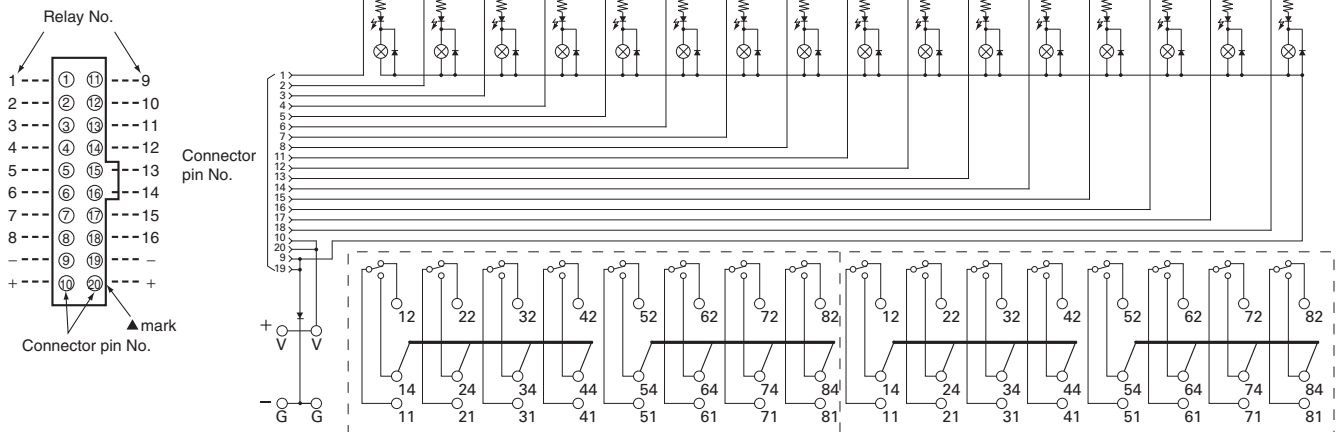 Relay No.
1 1 11 9
2 2 12 10
3 3 13 11
4 4 14 12
5 5 15 13
6 6 16 14
7 7 17 15
8 8 18 16
− 9 19 −
+ 10 20 +
▲mark
Connector pin No.
Connector
pin No.
1
2
3
4
5
6
7
8
11
12
13
14
15
16
17
18
10
20
9
19
12 22 32 42 52 62 72 82 12 22 32 42 52 62 72 82
+ V V
14 24 34 44 54 64 74 84 14 24 34 44 54 64 74 84
− G G 11 21 31 41 51 61 71 81 11 21 31 41 51 61 71 81